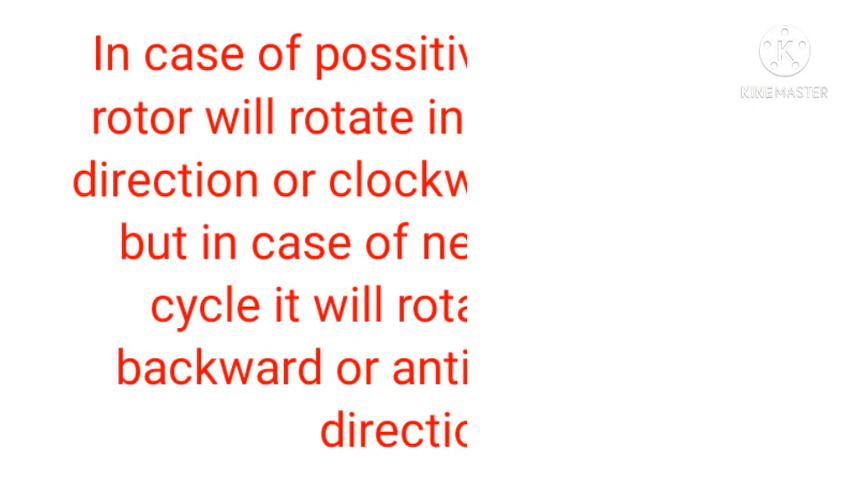 In case of possitiv
rotor will rotate in
direction or clockw
but in case of ne
cycle it will rota
backward or anti
directio
KINEMASTER